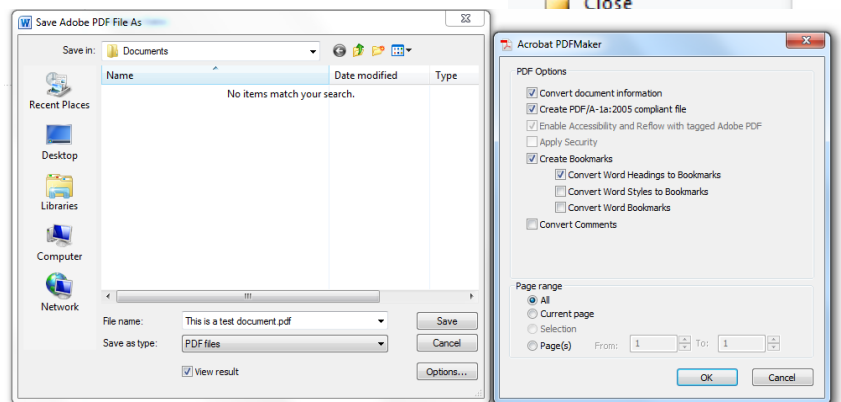 Close
Save Adobe PDF File As
Save in:
Documents
Name
Date modified
Type
No items match your search.
Recent Places
Desktop
Libraries
Computer
Network
File name:
This is a test document.pdf
Save
Save as type:
PDF files
Cancel
View result
Options...
Acrobat PDFMaker
PDF Options
Convert document information
Create PDF/A-1a:2005 compliant file
Enable Accessibility and Reflow with tagged Adobe PDF
Apply Security
Create Bookmarks
Convert Word Headings to Bookmarks
Convert Word Styles to Bookmarks
Convert Word Bookmarks
Convert Comments
Page range
All
Current page
Selection
Page(s) From: 1 To: 1
OK Cancel